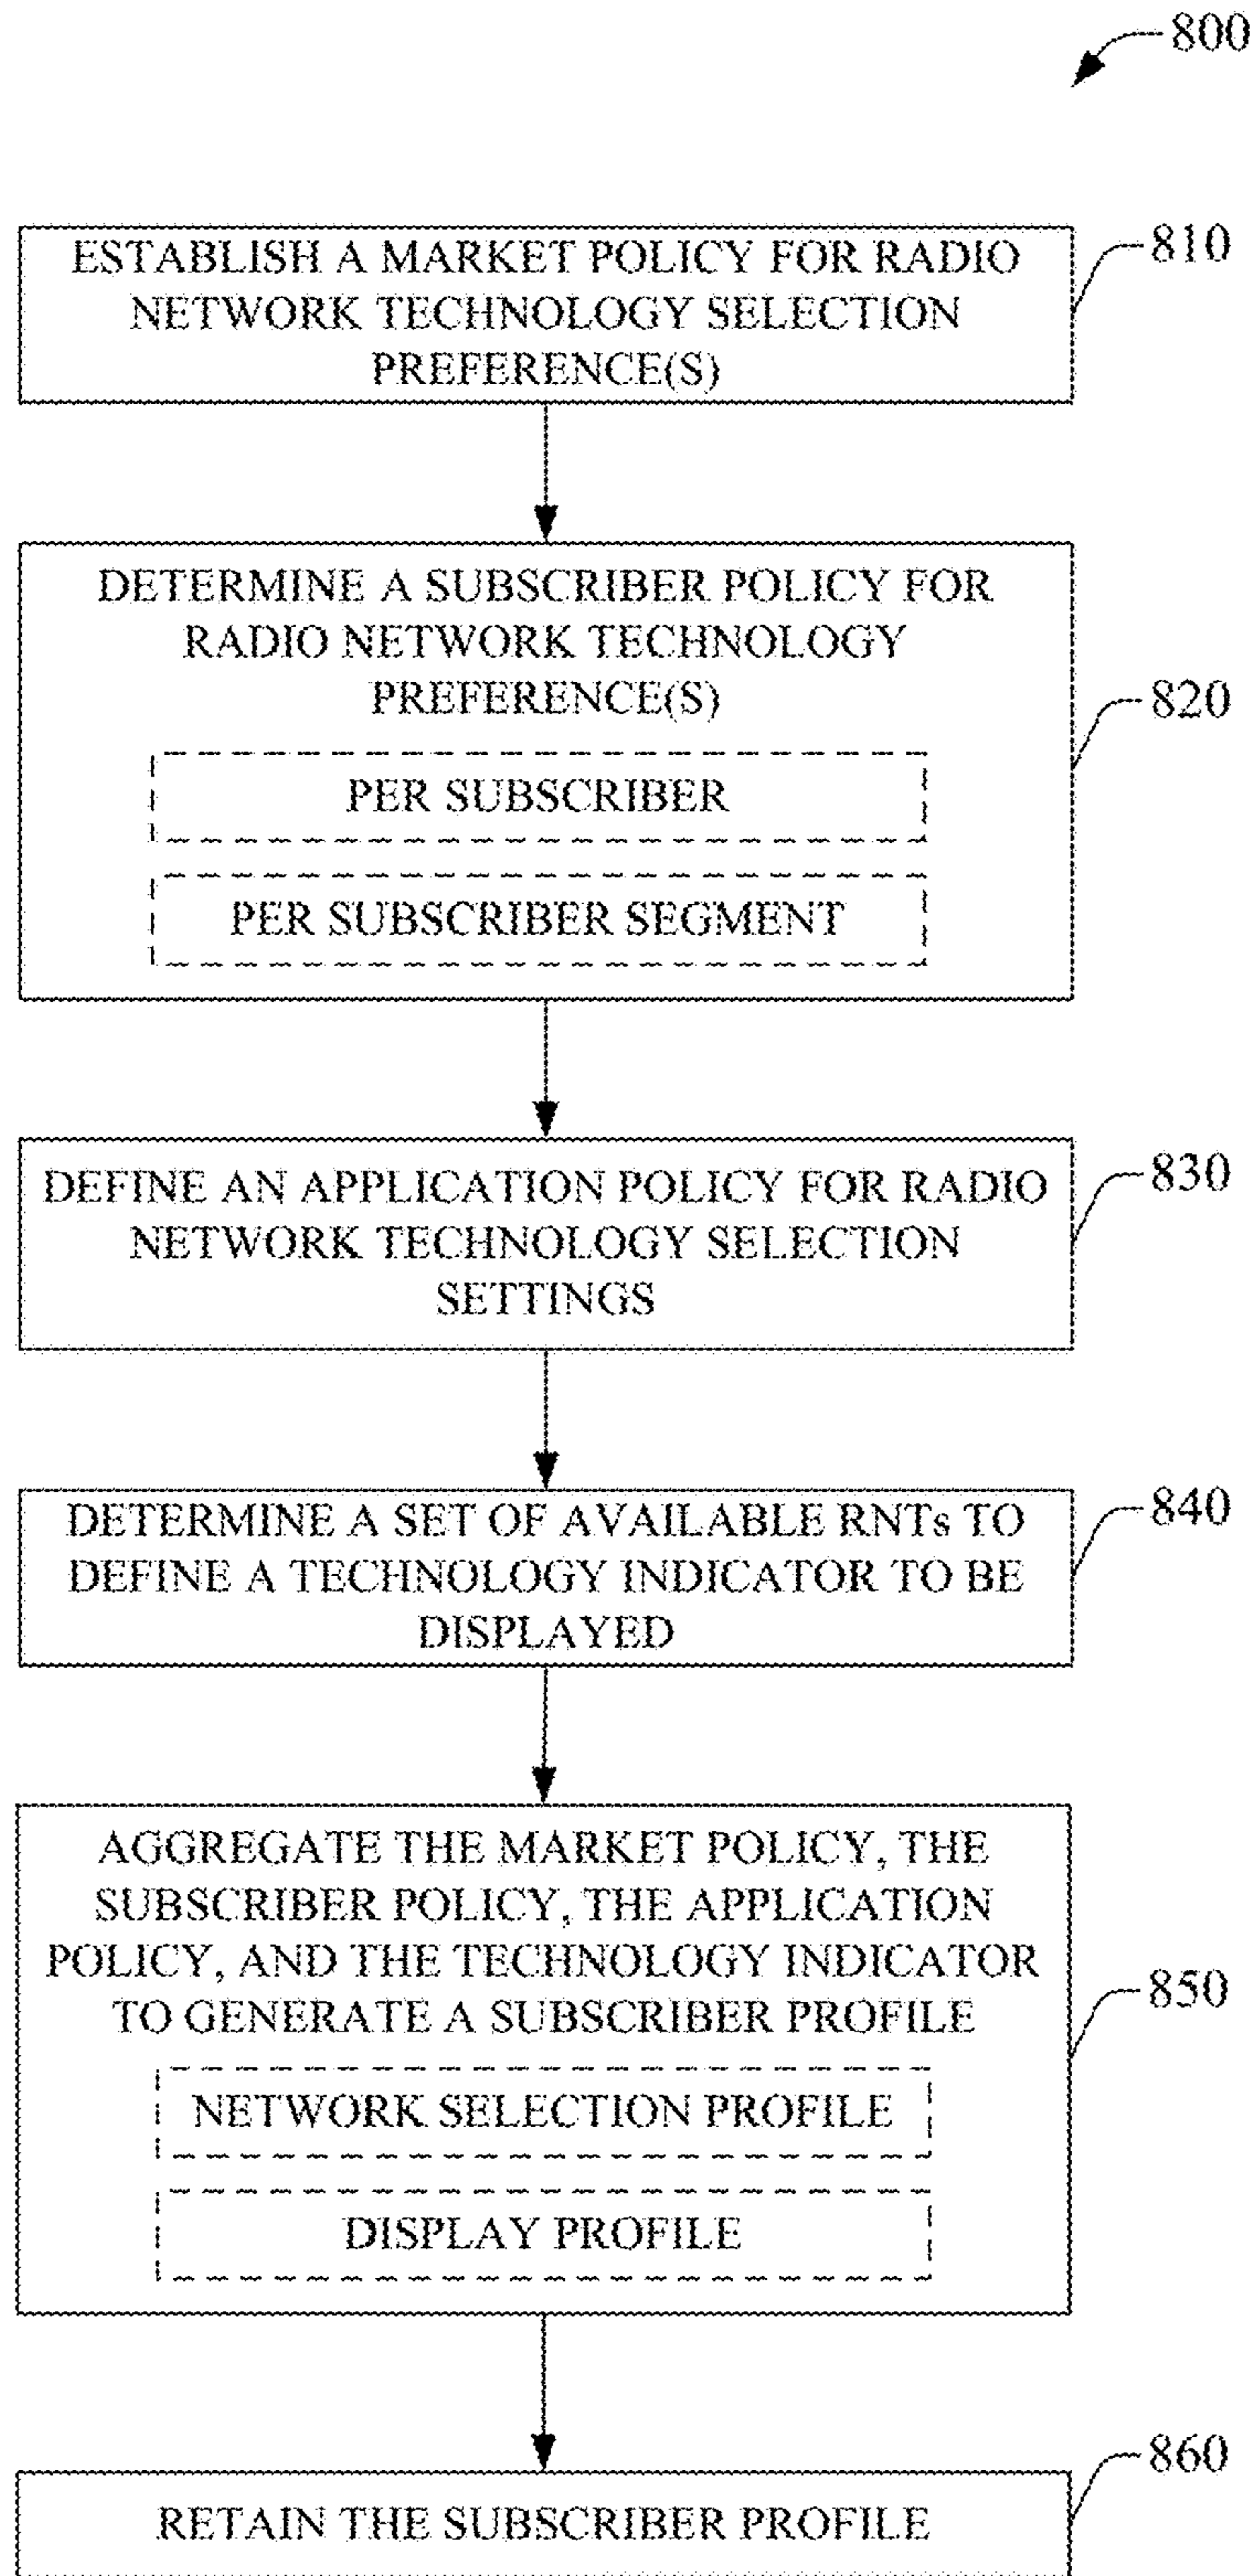 800
ESTABLISH A MARKET POLICY FOR RADIO
NETWORK TECHNOLOGY SELECTION
PREFERENCE(S)
810
DETERMINE A SUBSCRIBER POLICY FOR
RADIO NETWORK TECHNOLOGY
PREFERENCE(S)
820
PER SUBSCRIBER
PER SUBSCRIBER SEGMENT
DEFINE AN APPLICATION POLICY FOR RADIO
NETWORK TECHNOLOGY SELECTION
SETTINGS
830
DETERMINE A SET OF AVAILABLE RNTs TO
DEFINE A TECHNOLOGY INDICATOR TO BE
DISPLAYED
840
AGGREGATE THE MARKET POLICY, THE
SUBSCRIBER POLICY, THE APPLICATION
POLICY, AND THE TECHNOLOGY INDICATOR
TO GENERATE A SUBSCRIBER PROFILE
850
NETWORK SELECTION PROFILE
DISPLAY PROFILE
RETAIN THE SUBSCRIBER PROFILE
860